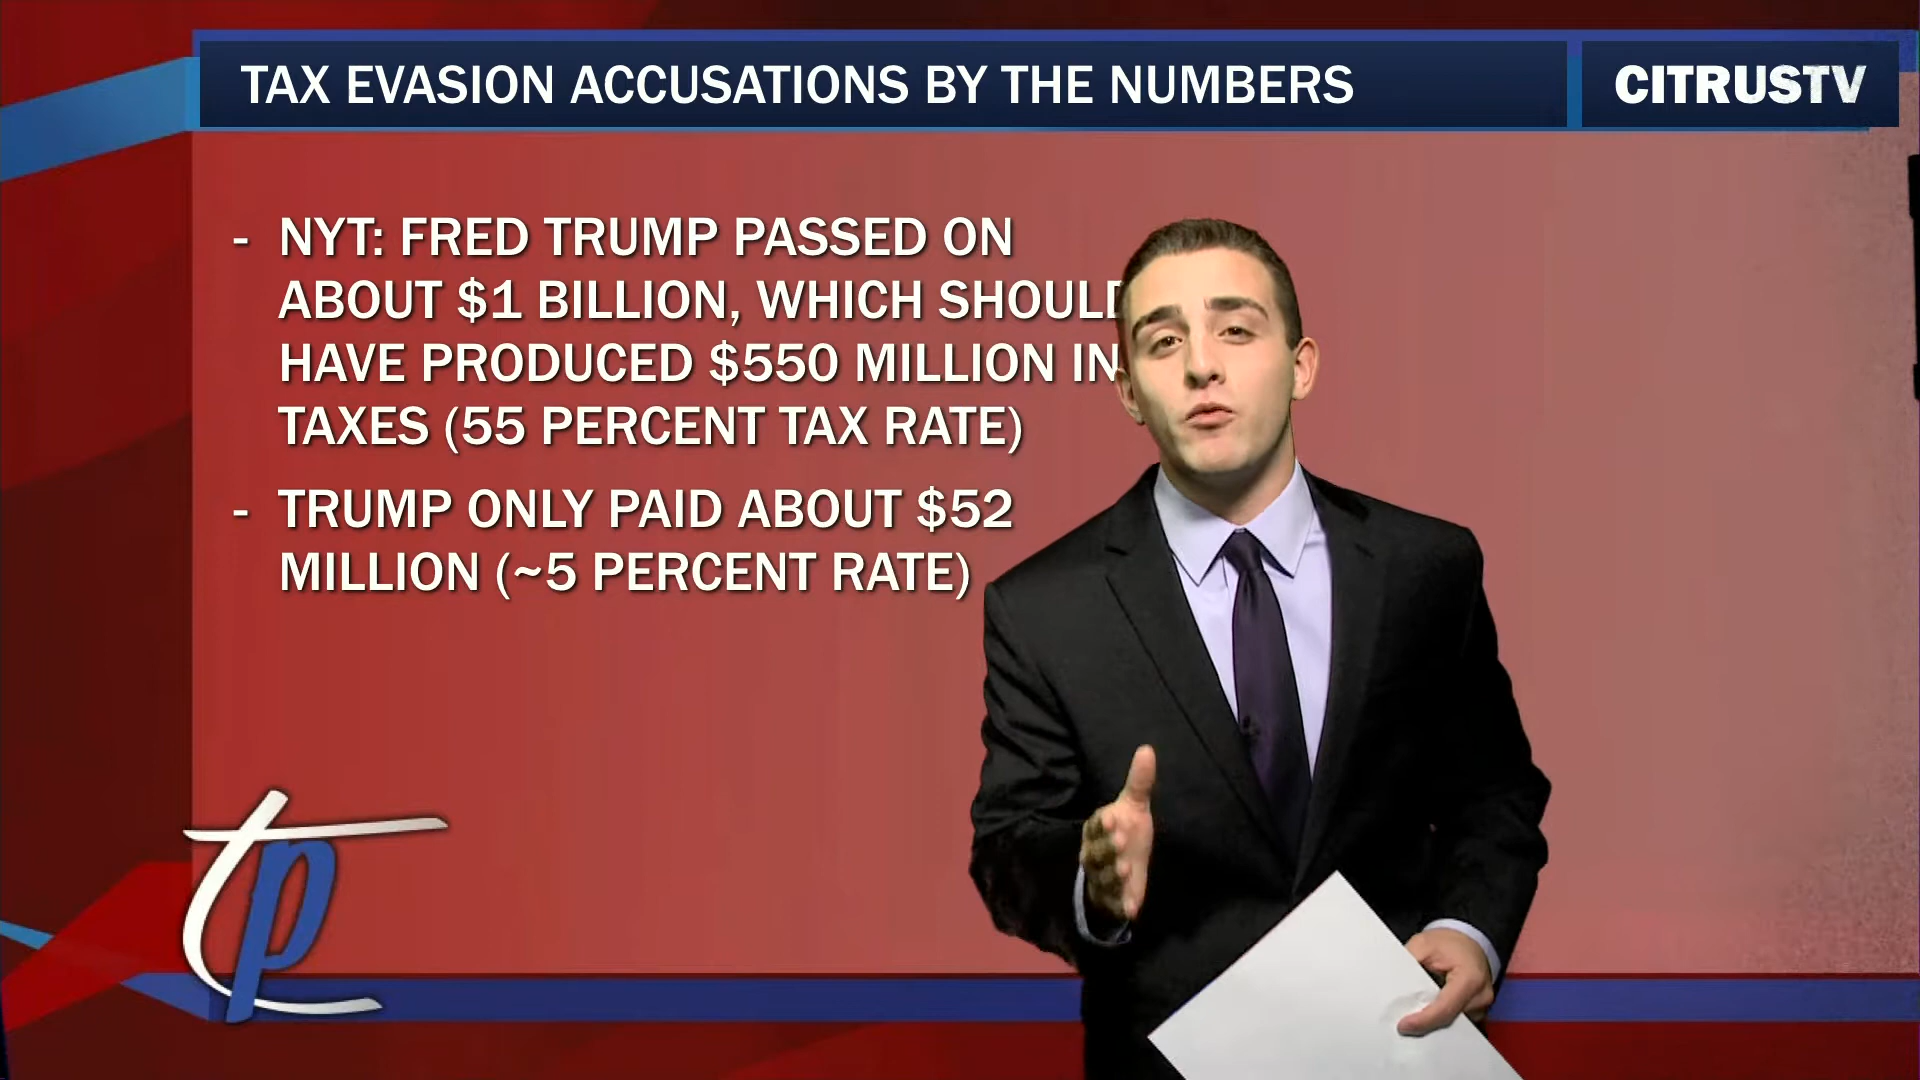 TAX EVASION ACCUSATIONS BY THE NUMBERS
CITRUSTV
- NYT: FRED TRUMP PASSED ON
ABOUT $1 BILLION, WHICH SHOULD
HAVE PRODUCED $550 MILLION IN
TAXES (55 PERCENT TAX RATE)
- TRUMP ONLY PAID ABOUT $52
MILLION (~5 PERCENT RATE)
tp